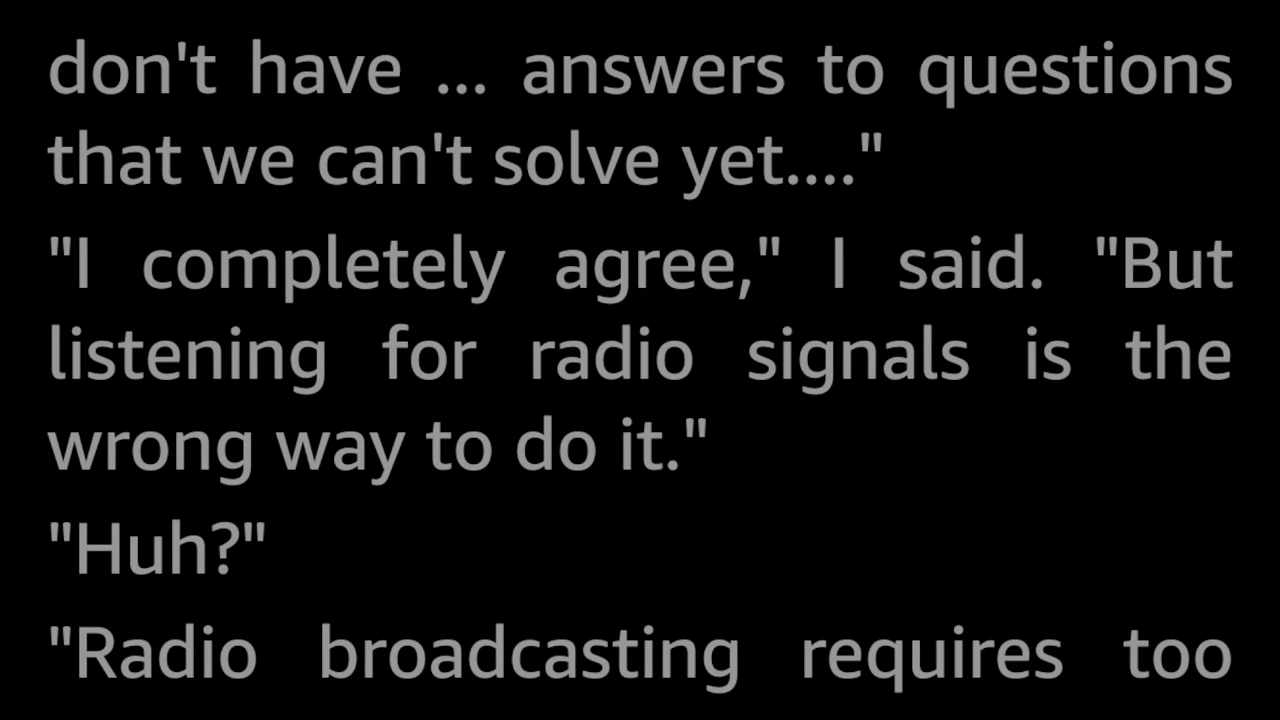 don't have ... answers to questions
that we can't solve yet...."
"I completely agree," I said. "But
listening for radio signals is the
wrong way to do it."
"Huh?"
"Radio broadcasting requires too